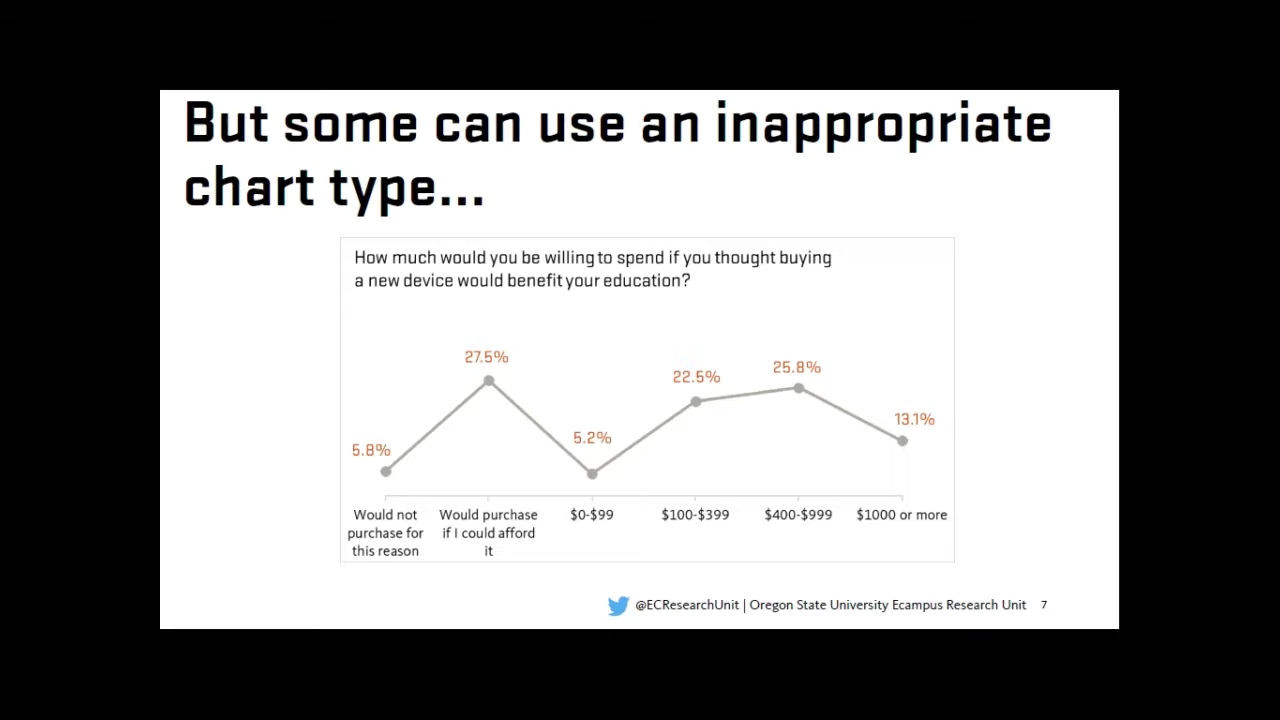 But some can use an inappropriate
chart type...
How much would you be willing to spend if you thought buying
a new device would benefit your education?
27.5%
25.8%
22.5%
13.1%
5.2%
5.8%
Would not
purchase for
this reason
Would purchase
if I could afford
it
$0-$99
$100-$399
$400-$999
$1000 or more
@ECResearchUnit | Oregon State University Ecampus Research Unit 7